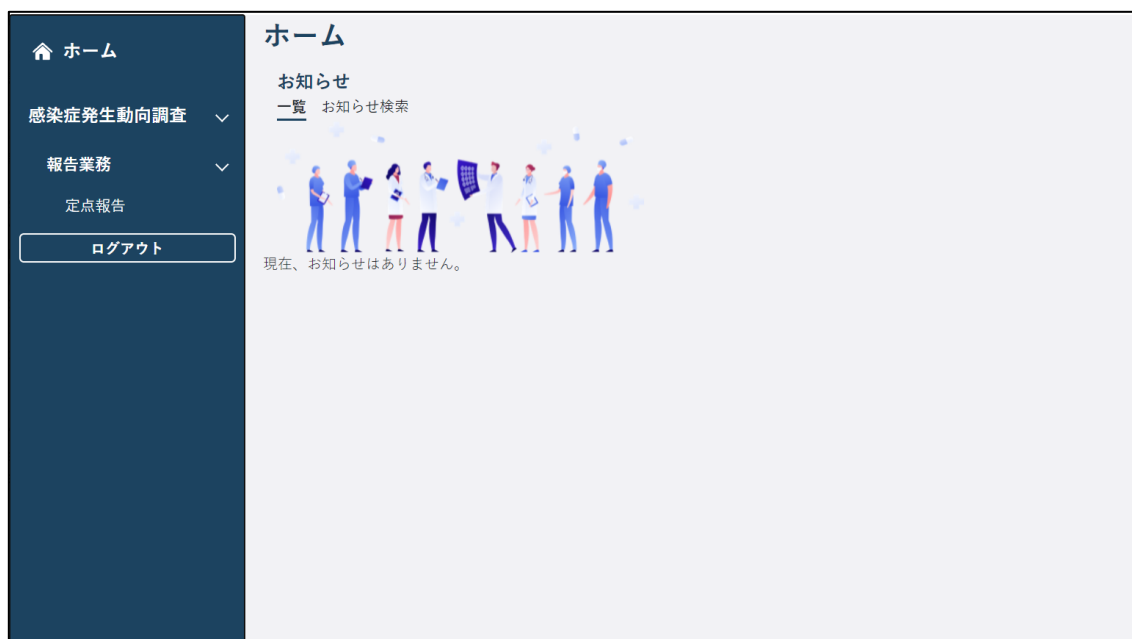 ホーム
感染症発生動向調査
報告業務
定点報告
ログアウト
ホーム
お知らせ
一覧 お知らせ検索
現在、お知らせはありません。